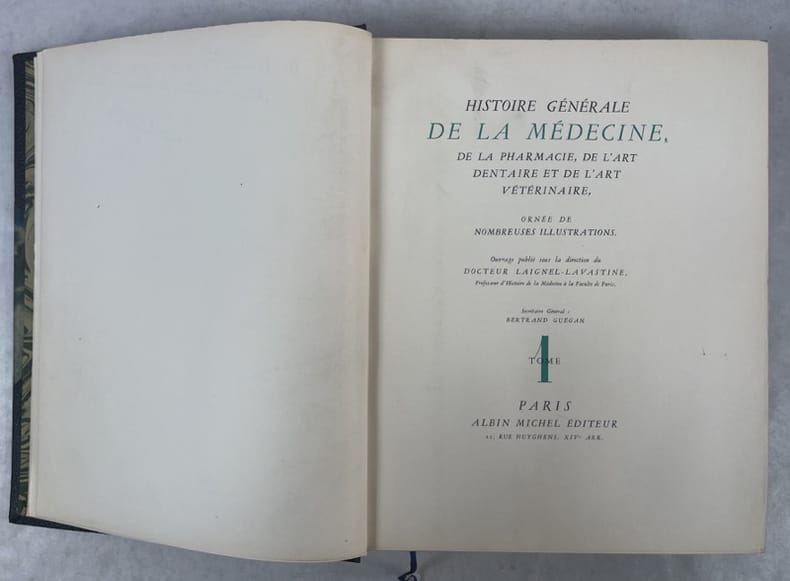 HISTOIRE GÉNÉRALE
DE LA MÉDECINE,
DE LA PHARMACIE, DE L'ART
DENTAIRE ET DE L'ART
VÉTÉRINAIRE,
ORNÉE DE
NOMBREUSES ILLUSTRATIONS.
Ouvrage publié sous la direction du
DOCTEUR LAIGNEL-LAVASTINE,
Professeur d'Histoire de la Médecine à la Faculté de Paris.
Secrétaire Général :
BERTRAND GUÉGAN
TOME 1
PARIS
ALBIN MICHEL ÉDITEUR
22, RUE HUYGHENS, XIVe ARR.